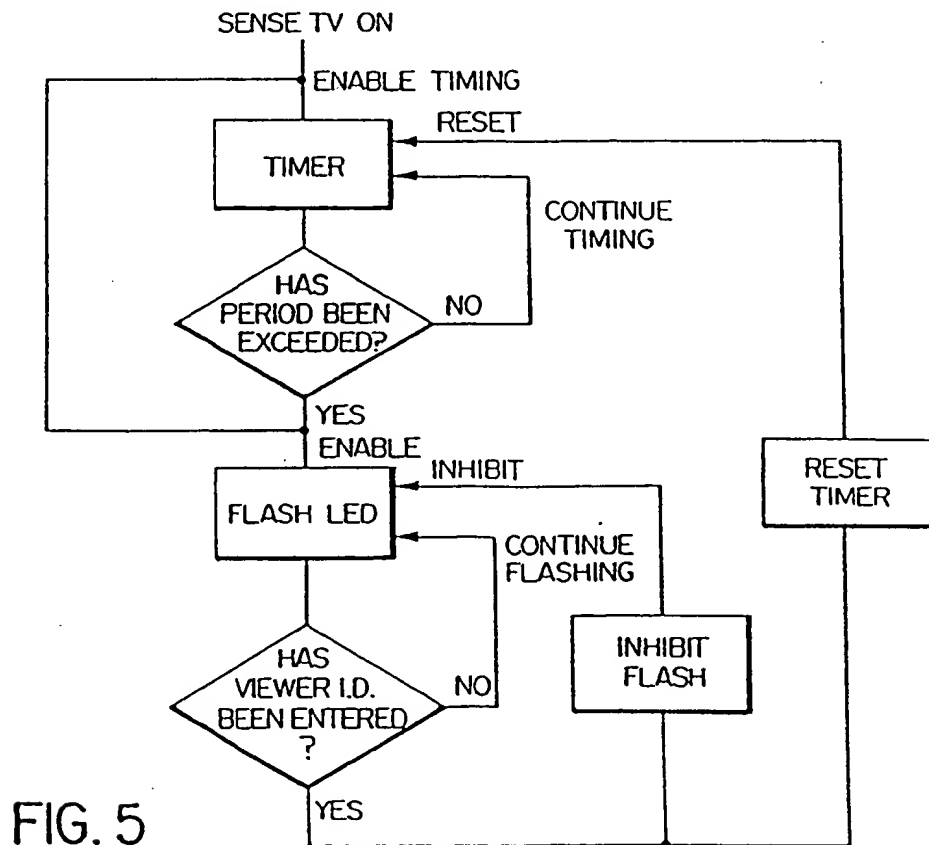 SENSE TV ON
ENABLE TIMING
RESET
TIMER
CONTINUE
TIMING
HAS
PERIOD BEEN
EXCEEDED?
NO
YES
ENABLE
INHIBIT
RESET
TIMER
FLASH LED
CONTINUE
FLASHING
INHIBIT
FLASH
HAS
VIEWER I.D.
BEEN ENTERED
?
NO
YES
FIG. 5